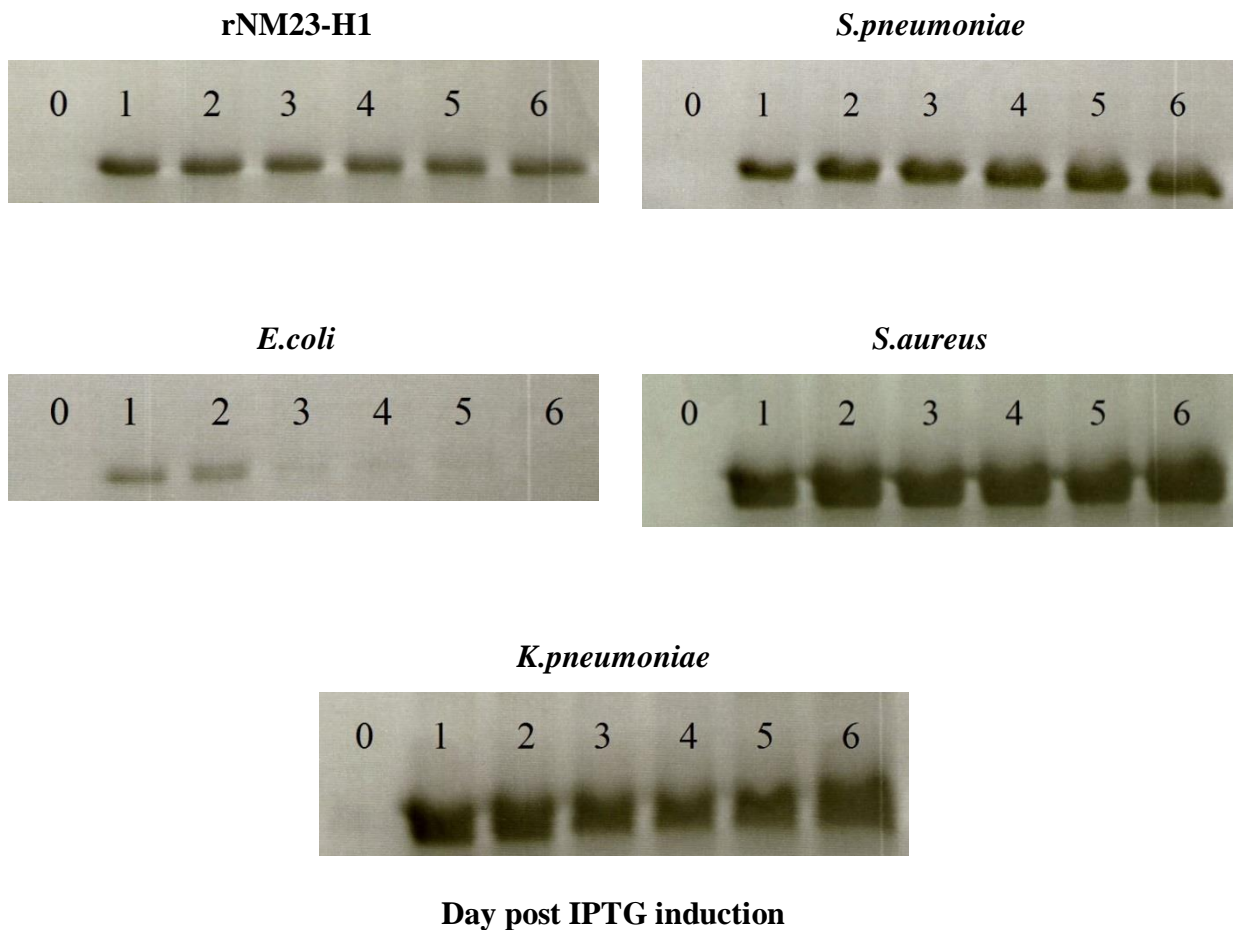 rNM23-H1
0 1 2 3 4 5 6
S.pneumoniae
0 1 2 3 4 5 6
E.coli
0 1 2 3 4 5 6
S.aureus
0 1 2 3 4 5 6
K.pneumoniae
0 1 2 3 4 5 6
Day post IPTG induction